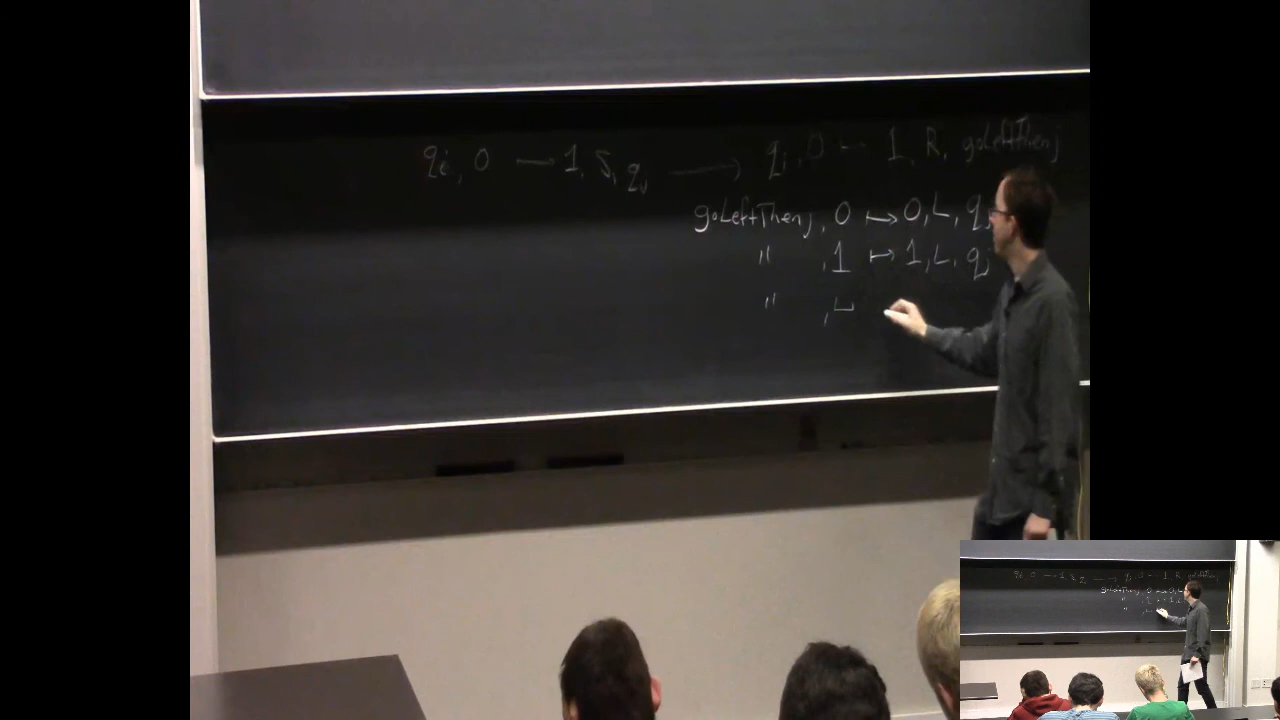 qi, 0 → 1, S, qj → qi, 0 ↦ 1, R, goLeftThenj
goLeftThenj, 0 ↦ 0, L, qj
" , 1 ↦ 1, L, qj
" , ⊔